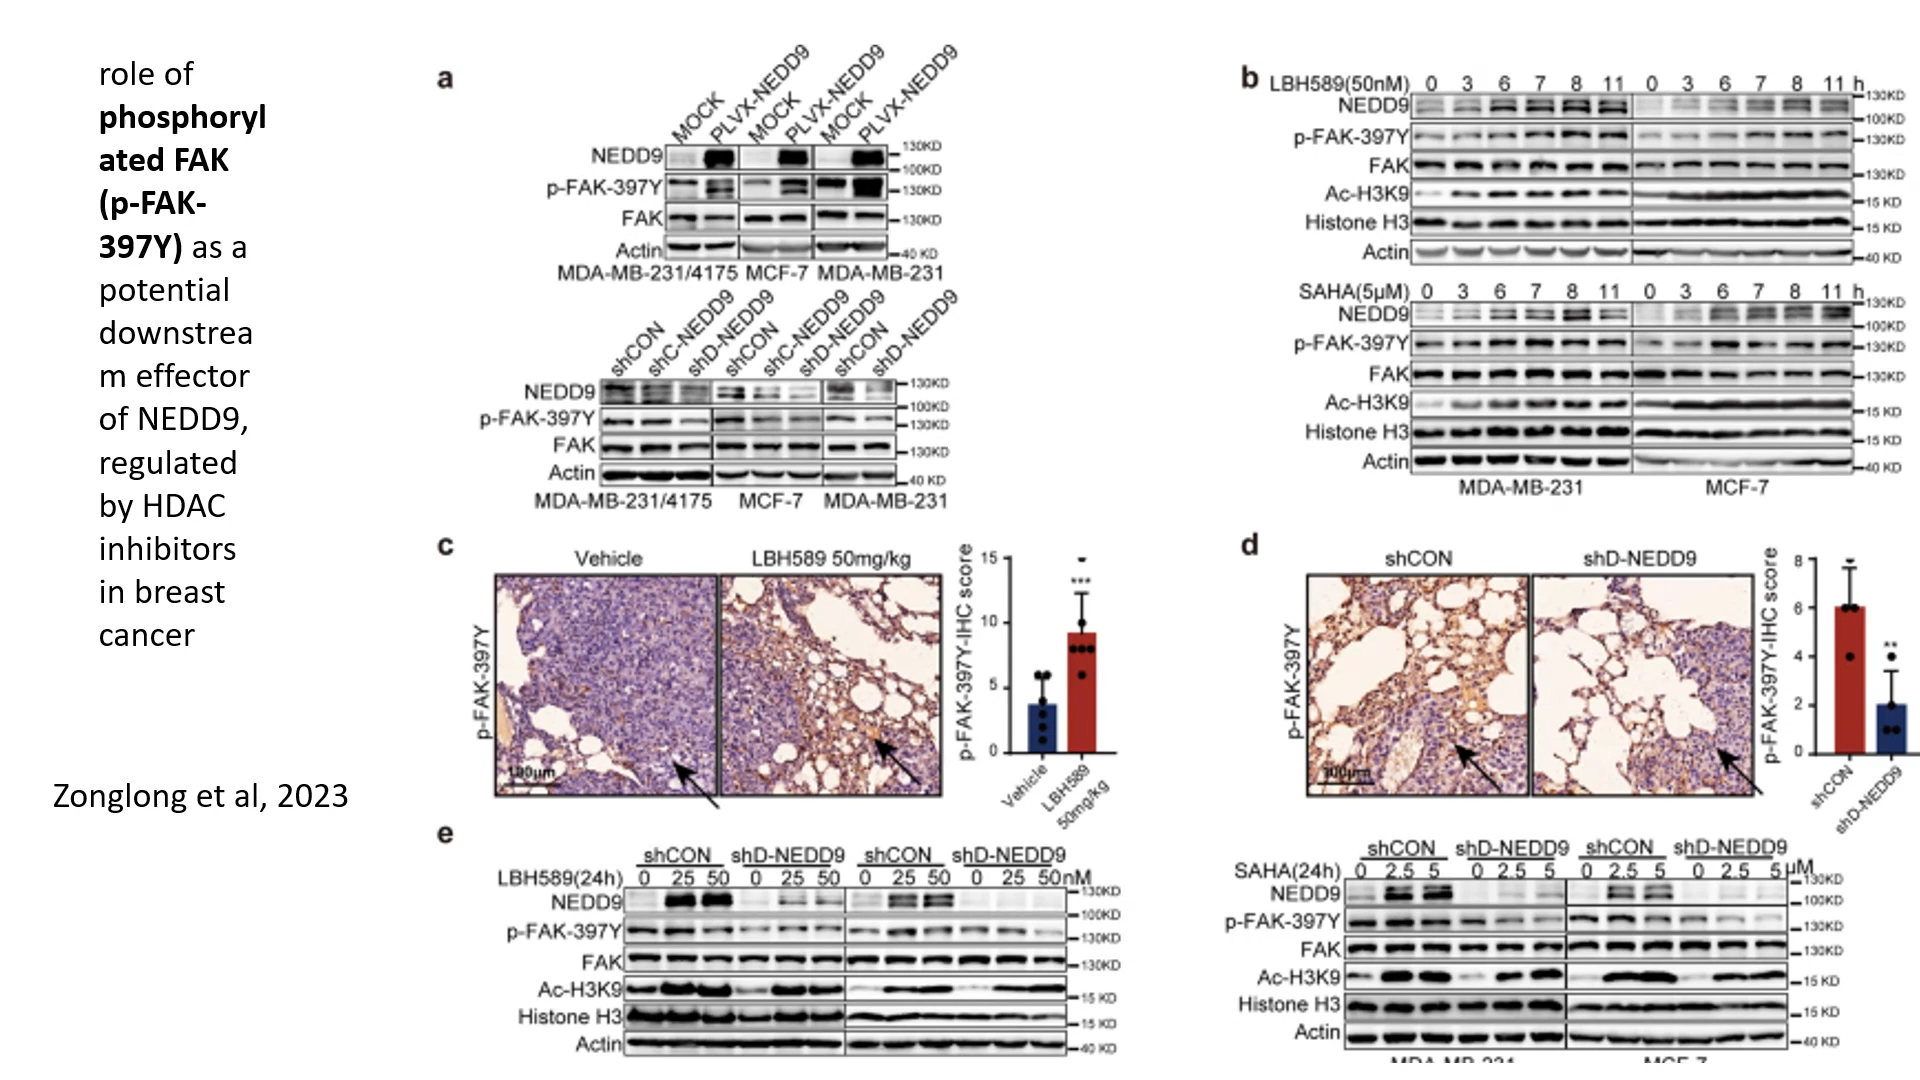 role of
phosphoryl
ated FAK
(p-FAK-
397Y) as a
potential
downstrea
m effector
of NEDD9,
regulated
by HDAC
inhibitors
in breast
cancer
Zonglong et al, 2023
a
MOCK PLVX-NEDD9 MOCK PLVX-NEDD9 MOCK PLVX-NEDD9
NEDD9 130KD
100KD
p-FAK-397Y 130KD
FAK 130KD
Actin 40 KD
MDA-MB-231/4175 MCF-7 MDA-MB-231
shCON shC-NEDD9 shD-NEDD9 shCON shC-NEDD9 shD-NEDD9 shCON shD-NEDD9
NEDD9 130KD
100KD
p-FAK-397Y 130KD
FAK 130KD
Actin 40 KD
MDA-MB-231/4175 MCF-7 MDA-MB-231
b
LBH589(50nM) 0 3 6 7 8 11 0 3 6 7 8 11 h
NEDD9 130KD
100KD
p-FAK-397Y 130KD
FAK 130KD
Ac-H3K9 15 KD
Histone H3 15 KD
Actin 40 KD
SAHA(5μM) 0 3 6 7 8 11 0 3 6 7 8 11 h
NEDD9 130KD
100KD
p-FAK-397Y 130KD
FAK 130KD
Ac-H3K9 15 KD
Histone H3 15 KD
Actin 40 KD
MDA-MB-231 MCF-7
c
Vehicle LBH589 50mg/kg
p-FAK-397Y
100μm
p-FAK-397Y-IHC score
15
10
5
0
***
Vehicle
LBH589
50mg/kg
d
shCON shD-NEDD9
p-FAK-397Y
100μm
p-FAK-397Y-IHC score
8
6
4
2
0
**
shCON
shD-NEDD9
e
shCON shD-NEDD9 shCON shD-NEDD9
LBH589(24h) 0 25 50 0 25 50 0 25 50 0 25 50 nM
NEDD9 130KD
100KD
p-FAK-397Y 130KD
FAK 130KD
Ac-H3K9 15 KD
Histone H3 15 KD
Actin 40 KD
shCON shD-NEDD9 shCON shD-NEDD9
SAHA(24h) 0 2.5 5 0 2.5 5 0 2.5 5 0 2.5 5 μM
NEDD9 130KD
100KD
p-FAK-397Y 130KD
FAK 130KD
Ac-H3K9 15 KD
Histone H3 15 KD
Actin 40 KD